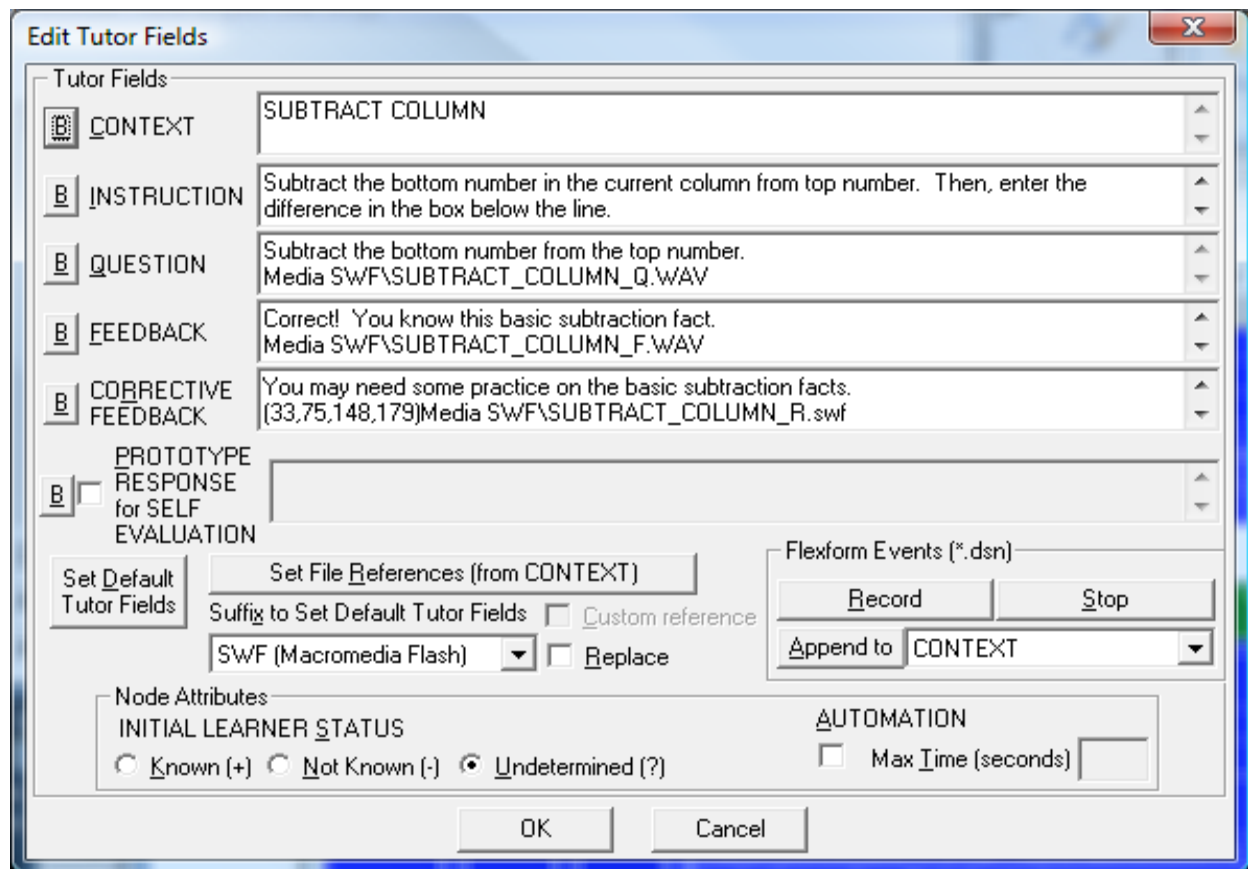 Edit Tutor Fields
Tutor Fields
B CONTEXT
SUBTRACT COLUMN
B INSTRUCTION
Subtract the bottom number in the current column from top number.  Then, enter the
difference in the box below the line.
B QUESTION
Subtract the bottom number from the top number.
Media SWF\SUBTRACT_COLUMN_Q.WAV
B FEEDBACK
Correct!  You know this basic subtraction fact.
Media SWF\SUBTRACT_COLUMN_F.WAV
B CORRECTIVE
FEEDBACK
You may need some practice on the basic subtraction facts.
(33,75,148,179)Media SWF\SUBTRACT_COLUMN_R.swf
B PROTOTYPE
RESPONSE
for SELF
EVALUATION
Set Default
Tutor Fields
Set File References (from CONTEXT)
Suffix to Set Default Tutor Fields
Custom reference
SWF (Macromedia Flash)
Replace
Flexform Events (*.dsn)
Record
Stop
Append to
CONTEXT
Node Attributes
INITIAL LEARNER STATUS
Known (+)
Not Known (-)
Undetermined (?)
AUTOMATION
Max Time (seconds)
OK
Cancel